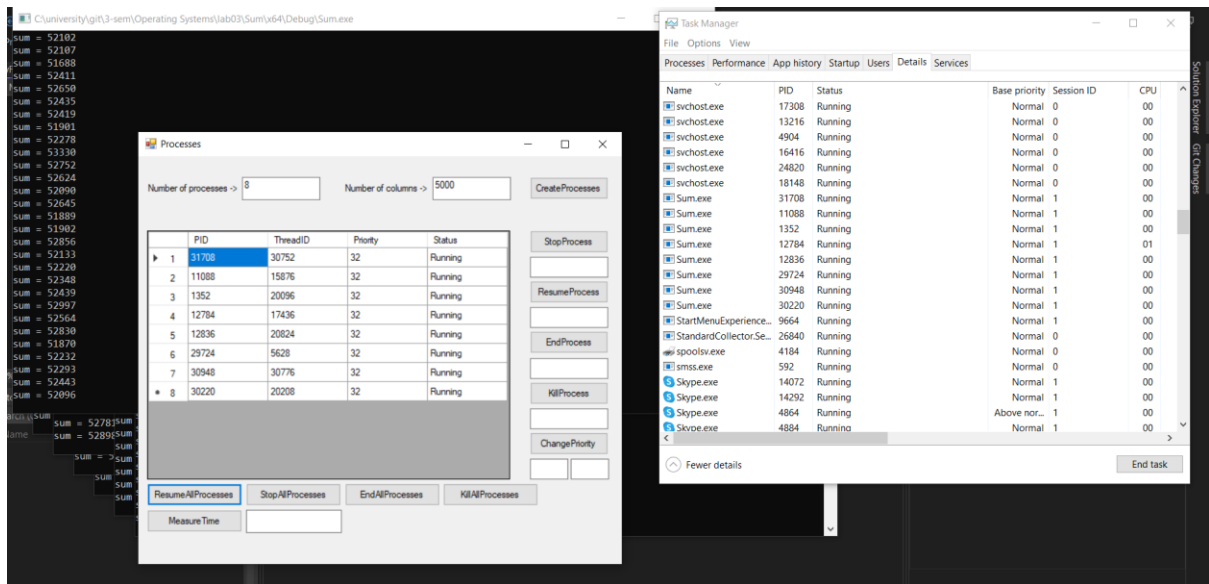 C:\university\git\3-sem\Operating Systems\lab03\Sum\x64\Debug\Sum.exe
sum = 52102
sum = 52107
sum = 51688
sum = 52411
sum = 52650
sum = 52435
sum = 52419
sum = 51901
sum = 52278
sum = 53330
sum = 52752
sum = 52624
sum = 52090
sum = 52645
sum = 51889
sum = 51902
sum = 52856
sum = 52133
sum = 52220
sum = 52348
sum = 52439
sum = 52997
sum = 52564
sum = 52830
sum = 51870
sum = 52232
sum = 52293
sum = 52443
sum = 52096
sum
sum = 52781
sum
sum = 52898
sum
sum
sum =
sum
sum
sum
sum
sum
Processes
Number of processes -> 8 Number of columns -> 5000 CreateProcesses
PID ThreadID Priority Status
1 31708 30752 32 Running
2 11088 15876 32 Running
3 1352 20096 32 Running
4 12784 17436 32 Running
5 12836 20824 32 Running
6 29724 5628 32 Running
7 30948 30776 32 Running
* 8 30220 20208 32 Running
StopProcess
ResumeProcess
EndProcess
KillProcess
ChangePriority
ResumeAllProcesses StopAllProcesses EndAllProcesses KillAllProcesses
MeasureTime
Task Manager
File Options View
Processes Performance App history Startup Users Details Services
Name PID Status Base priority Session ID CPU
svchost.exe 17308 Running Normal 0 00
svchost.exe 13216 Running Normal 0 00
svchost.exe 4904 Running Normal 0 00
svchost.exe 16416 Running Normal 0 00
svchost.exe 24820 Running Normal 0 00
svchost.exe 18148 Running Normal 0 00
Sum.exe 31708 Running Normal 1 00
Sum.exe 11088 Running Normal 1 00
Sum.exe 1352 Running Normal 1 00
Sum.exe 12784 Running Normal 1 01
Sum.exe 12836 Running Normal 1 00
Sum.exe 29724 Running Normal 1 00
Sum.exe 30948 Running Normal 1 00
Sum.exe 30220 Running Normal 1 00
StartMenuExperience... 9664 Running Normal 1 00
StandardCollector.Se... 26840 Running Normal 0 00
spoolsv.exe 4184 Running Normal 0 00
smss.exe 592 Running Normal 0 00
Skype.exe 14072 Running Normal 1 00
Skype.exe 14292 Running Normal 1 00
Skype.exe 4864 Running Above nor... 1 00
Skype.exe 4884 Running Normal 1 00
Fewer details End task
Solution Explorer
Git Changes